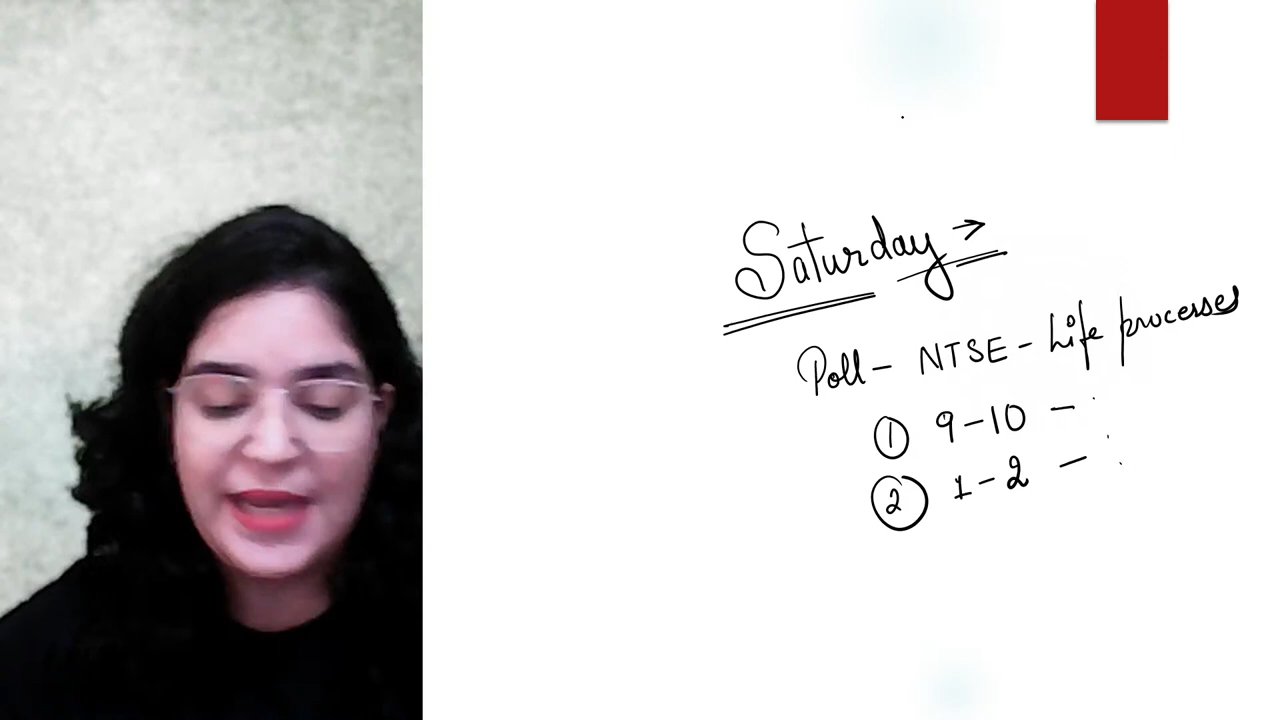 Saturday →
Poll - NTSE - Life processes
① 9-10 -
② 1-2 -